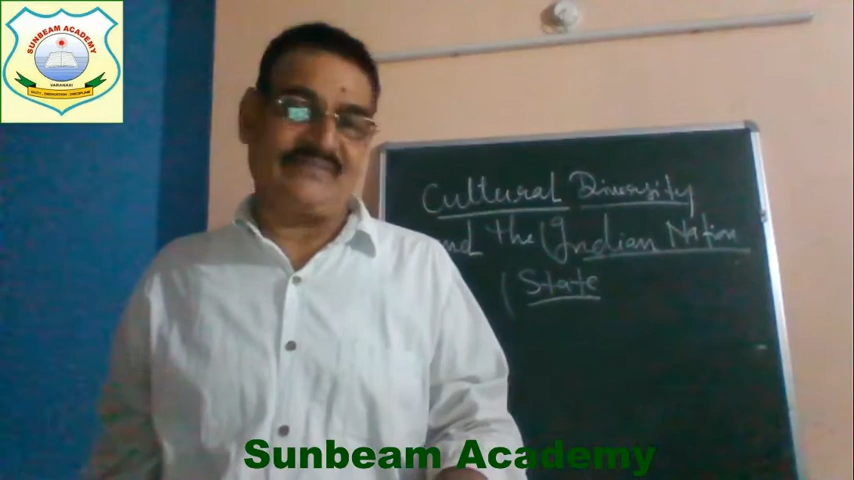 SUNBEAM ACADEMY
VARANASI
Cultural Diversity
and the Indian Nation
State
Sunbeam Academy